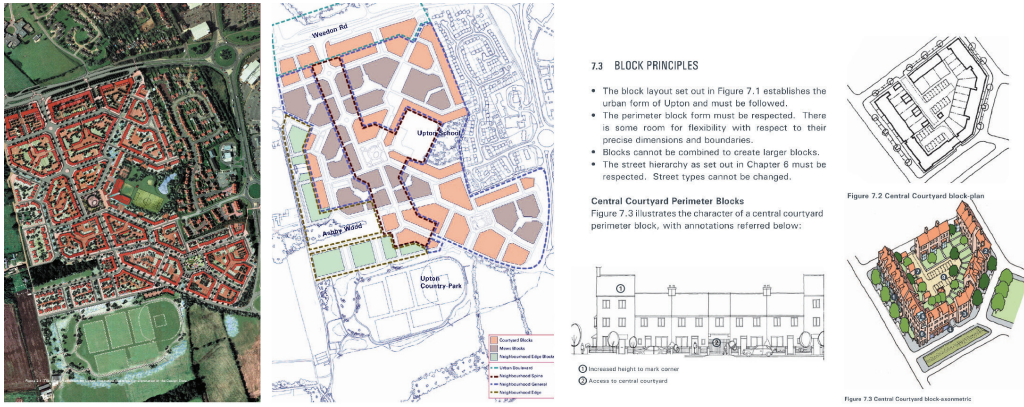 Weedon Rd
Upton School
Ashby Wood
Upton
Country Park
Courtyard Blocks
Mews Blocks
Neighbourhood Edge Blocks
Urban Boulevard
Neighbourhood Spine
Neighbourhood General
Neighbourhood Edge
7.3 BLOCK PRINCIPLES
• The block layout set out in Figure 7.1 establishes the
urban form of Upton and must be followed.
• The perimeter block form must be respected. There
is some room for flexibility with respect to their
precise dimensions and boundaries.
• Blocks cannot be combined to create larger blocks.
• The street hierarchy as set out in Chapter 6 must be
respected. Street types cannot be changed.
Central Courtyard Perimeter Blocks
Figure 7.3 illustrates the character of a central courtyard
perimeter block, with annotations referred below:
1
2
① Increased height to mark corner
② Access to central courtyard
Figure 7.2 Central Courtyard block-plan
Figure 7.3 Central Courtyard block-axonmetric